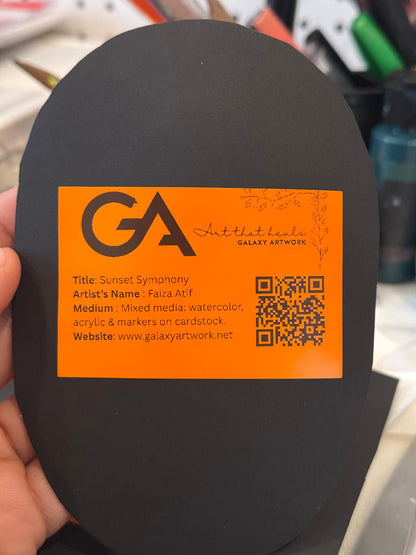 GA
Art that heals
GALAXY ARTWORK
Title: Sunset Symphony
Artist's Name : Faiza Atif
Medium : Mixed media: watercolor,
acrylic & markers on cardstock.
Website: www.galaxyartwork.net